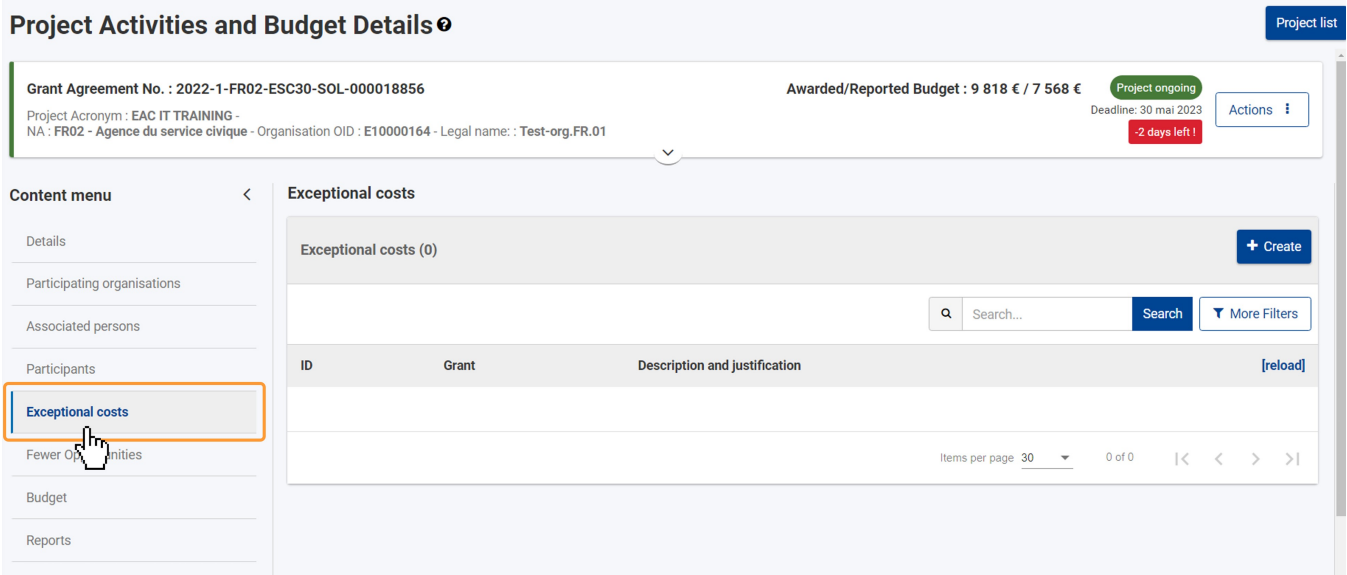 Project Activities and Budget Details
Project list
Grant Agreement No. : 2022-1-FR02-ESC30-SOL-000018856
Awarded/Reported Budget : 9 818 € / 7 568 €
Project ongoing
Project Acronym : EAC IT TRAINING -
Deadline: 30 mai 2023
Actions
NA : FR02 - Agence du service civique - Organisation OID : E10000164 - Legal name: : Test-org.FR.01
-2 days left !
Content menu
Exceptional costs
Details
Exceptional costs (0)
+ Create
Participating organisations
Search...
Search
More Filters
Associated persons
Participants
ID Grant Description and justification [reload]
Exceptional costs
Fewer Op nities
Items per page 30 0 of 0
Budget
Reports